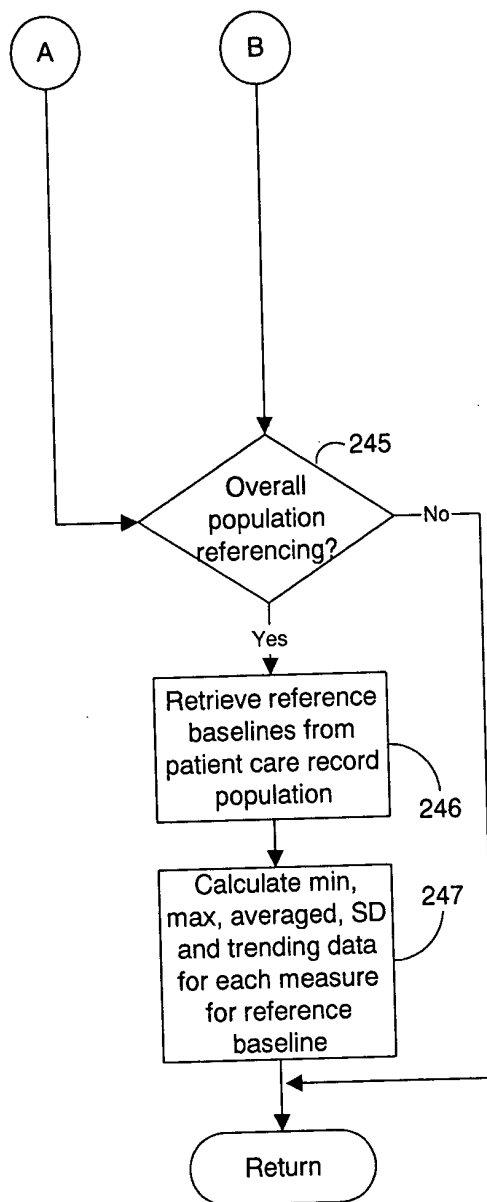 A
B
245
Overall
population
referencing?
No
Yes
Retrieve reference
baselines from
patient care record
population
246
Calculate min,
max, averaged, SD
and trending data
for each measure
for reference
baseline
247
Return